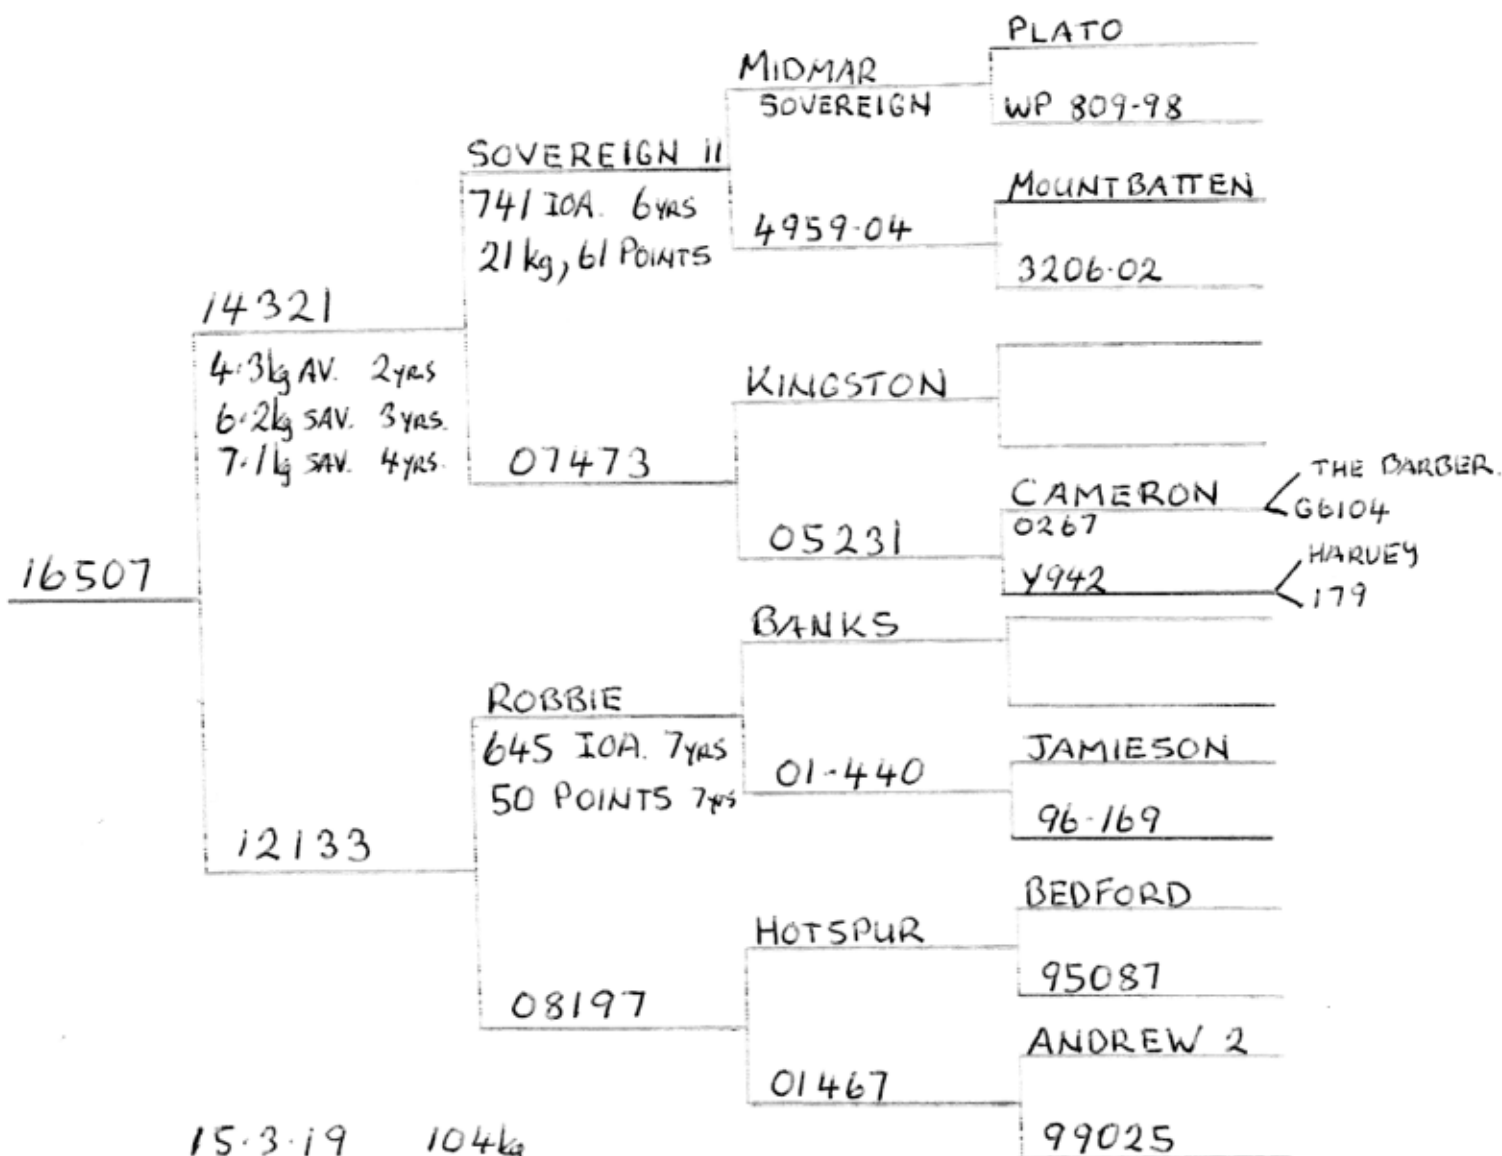 PLATO
MIDMAR
SOVEREIGN
WP 809-98
SOVEREIGN II
741 IOA. 6YRS
21kg, 61 POINTS
MOUNTBATTEN
4959.04
3206.02
14321
4.3kg AV. 2YRS
6.2kg SAV. 3YRS.
7.1kg SAV. 4YRS.
KINGSTON
07473
CAMERON
0267
THE BARBER.
G6104
05231
Y942
HARVEY
179
16507
BANKS
ROBBIE
645 IOA. 7YRS
50 POINTS 7YRS
JAMIESON
01-440
96-169
12133
BEDFORD
HOTSPUR
95087
08197
ANDREW 2
01467
99025
15.3.19 104kg